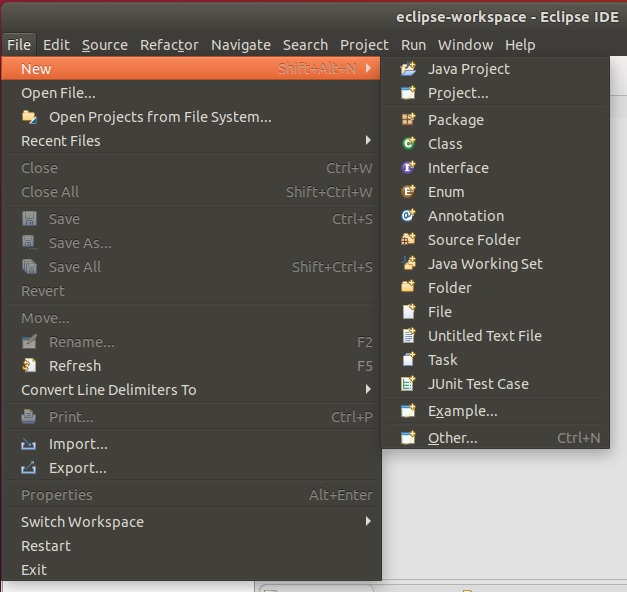 eclipse-workspace - Eclipse IDE
File Edit Source Refactor Navigate Search Project Run Window Help
New Shift+Alt+N
Open File...
Open Projects from File System...
Recent Files
Close Ctrl+W
Close All Shift+Ctrl+W
Save Ctrl+S
Save As...
Save All Shift+Ctrl+S
Revert
Move...
Rename... F2
Refresh F5
Convert Line Delimiters To
Print... Ctrl+P
Import...
Export...
Properties Alt+Enter
Switch Workspace
Restart
Exit
Java Project
Project...
Package
Class
Interface
Enum
Annotation
Source Folder
Java Working Set
Folder
File
Untitled Text File
Task
JUnit Test Case
Example...
Other... Ctrl+N